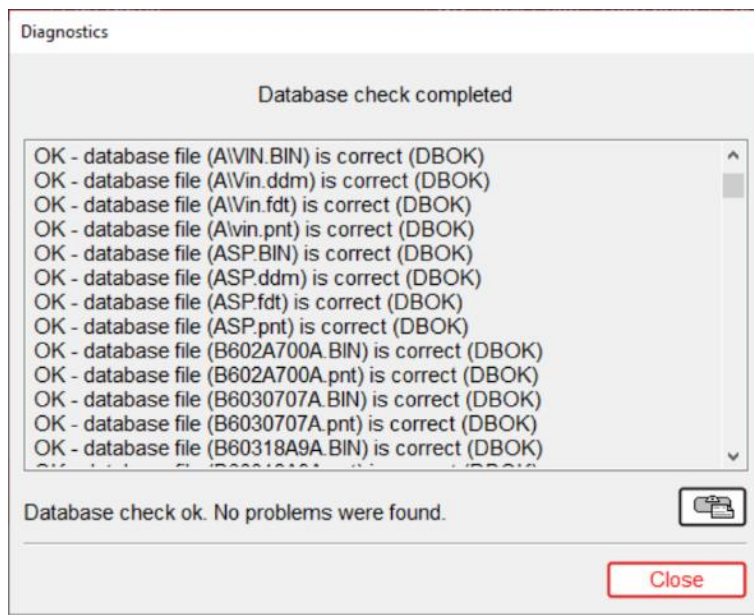 Diagnostics
Database check completed
OK - database file (A\VIN.BIN) is correct (DBOK)
OK - database file (A\Vin.ddm) is correct (DBOK)
OK - database file (A\Vin.fdt) is correct (DBOK)
OK - database file (A\vin.pnt) is correct (DBOK)
OK - database file (ASP.BIN) is correct (DBOK)
OK - database file (ASP.ddm) is correct (DBOK)
OK - database file (ASP.fdt) is correct (DBOK)
OK - database file (ASP.pnt) is correct (DBOK)
OK - database file (B602A700A.BIN) is correct (DBOK)
OK - database file (B602A700A.pnt) is correct (DBOK)
OK - database file (B6030707A.BIN) is correct (DBOK)
OK - database file (B6030707A.pnt) is correct (DBOK)
OK - database file (B60318A9A.BIN) is correct (DBOK)
Database check ok. No problems were found.
Close